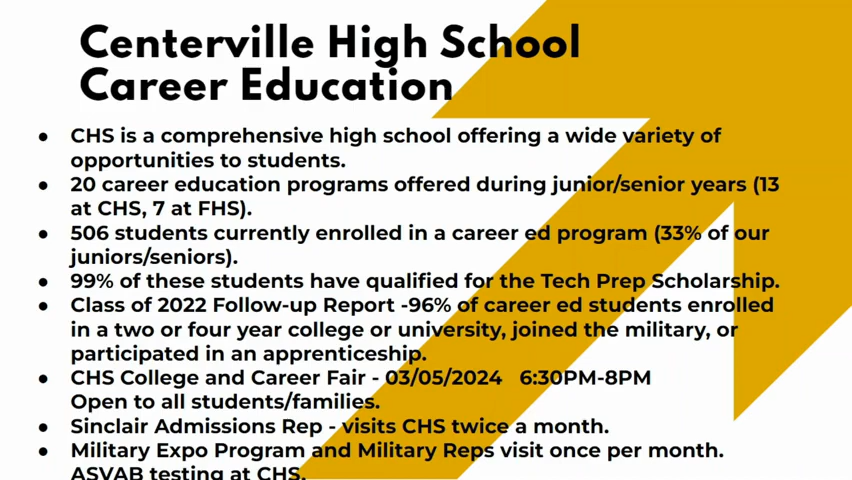 Centerville High School
Career Education
● CHS is a comprehensive high school offering a wide variety of
opportunities to students.
● 20 career education programs offered during junior/senior years (13
at CHS, 7 at FHS).
● 506 students currently enrolled in a career ed program (33% of our
juniors/seniors).
● 99% of these students have qualified for the Tech Prep Scholarship.
● Class of 2022 Follow-up Report -96% of career ed students enrolled
in a two or four year college or university, joined the military, or
participated in an apprenticeship.
● CHS College and Career Fair - 03/05/2024 6:30PM-8PM
Open to all students/families.
● Sinclair Admissions Rep - visits CHS twice a month.
● Military Expo Program and Military Reps visit once per month.
ASVAB testing at CHS.